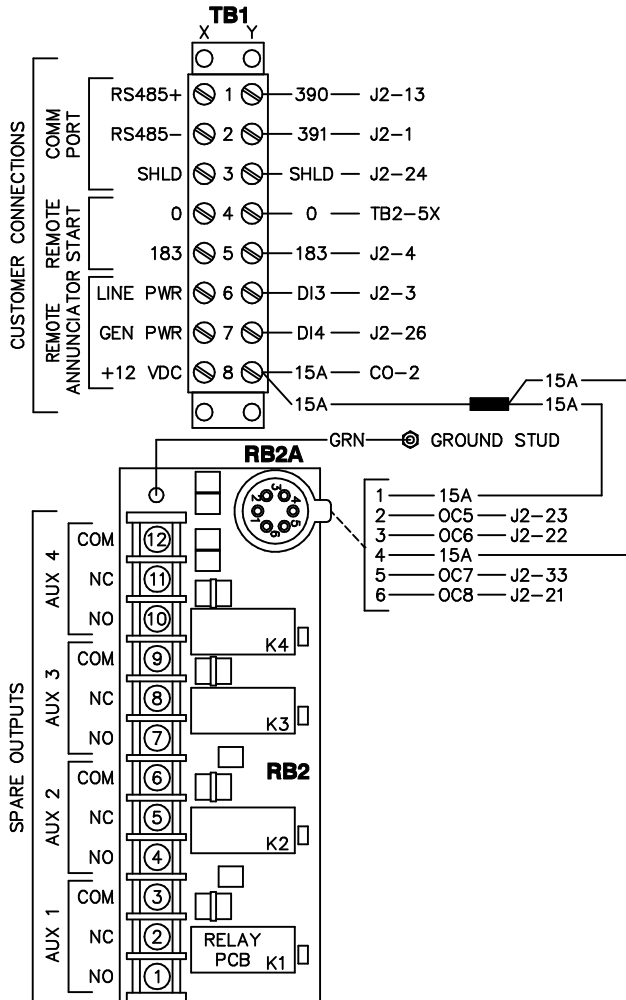 TB1
X Y
CUSTOMER CONNECTIONS
COMM PORT
RS485+ 1 390 J2-13
RS485- 2 391 J2-1
SHLD 3 SHLD J2-24
REMOTE START
0 4 0 TB2-5X
183 5 183 J2-4
REMOTE ANNUNCIATOR
LINE PWR 6 DI3 J2-3
GEN PWR 7 DI4 J2-26
+12 VDC 8 15A CO-2
15A
15A
15A
GRN GROUND STUD
RB2A
1 2 3 4 5 6
1 15A
2 OC5 J2-23
3 OC6 J2-22
4 15A
5 OC7 J2-33
6 OC8 J2-21
SPARE OUTPUTS
AUX 4
COM 12
NC 11
NO 10
K4
AUX 3
COM 9
NC 8
NO 7
K3
RB2
AUX 2
COM 6
NC 5
NO 4
K2
AUX 1
COM 3
NC 2
NO 1
RELAY
PCB K1